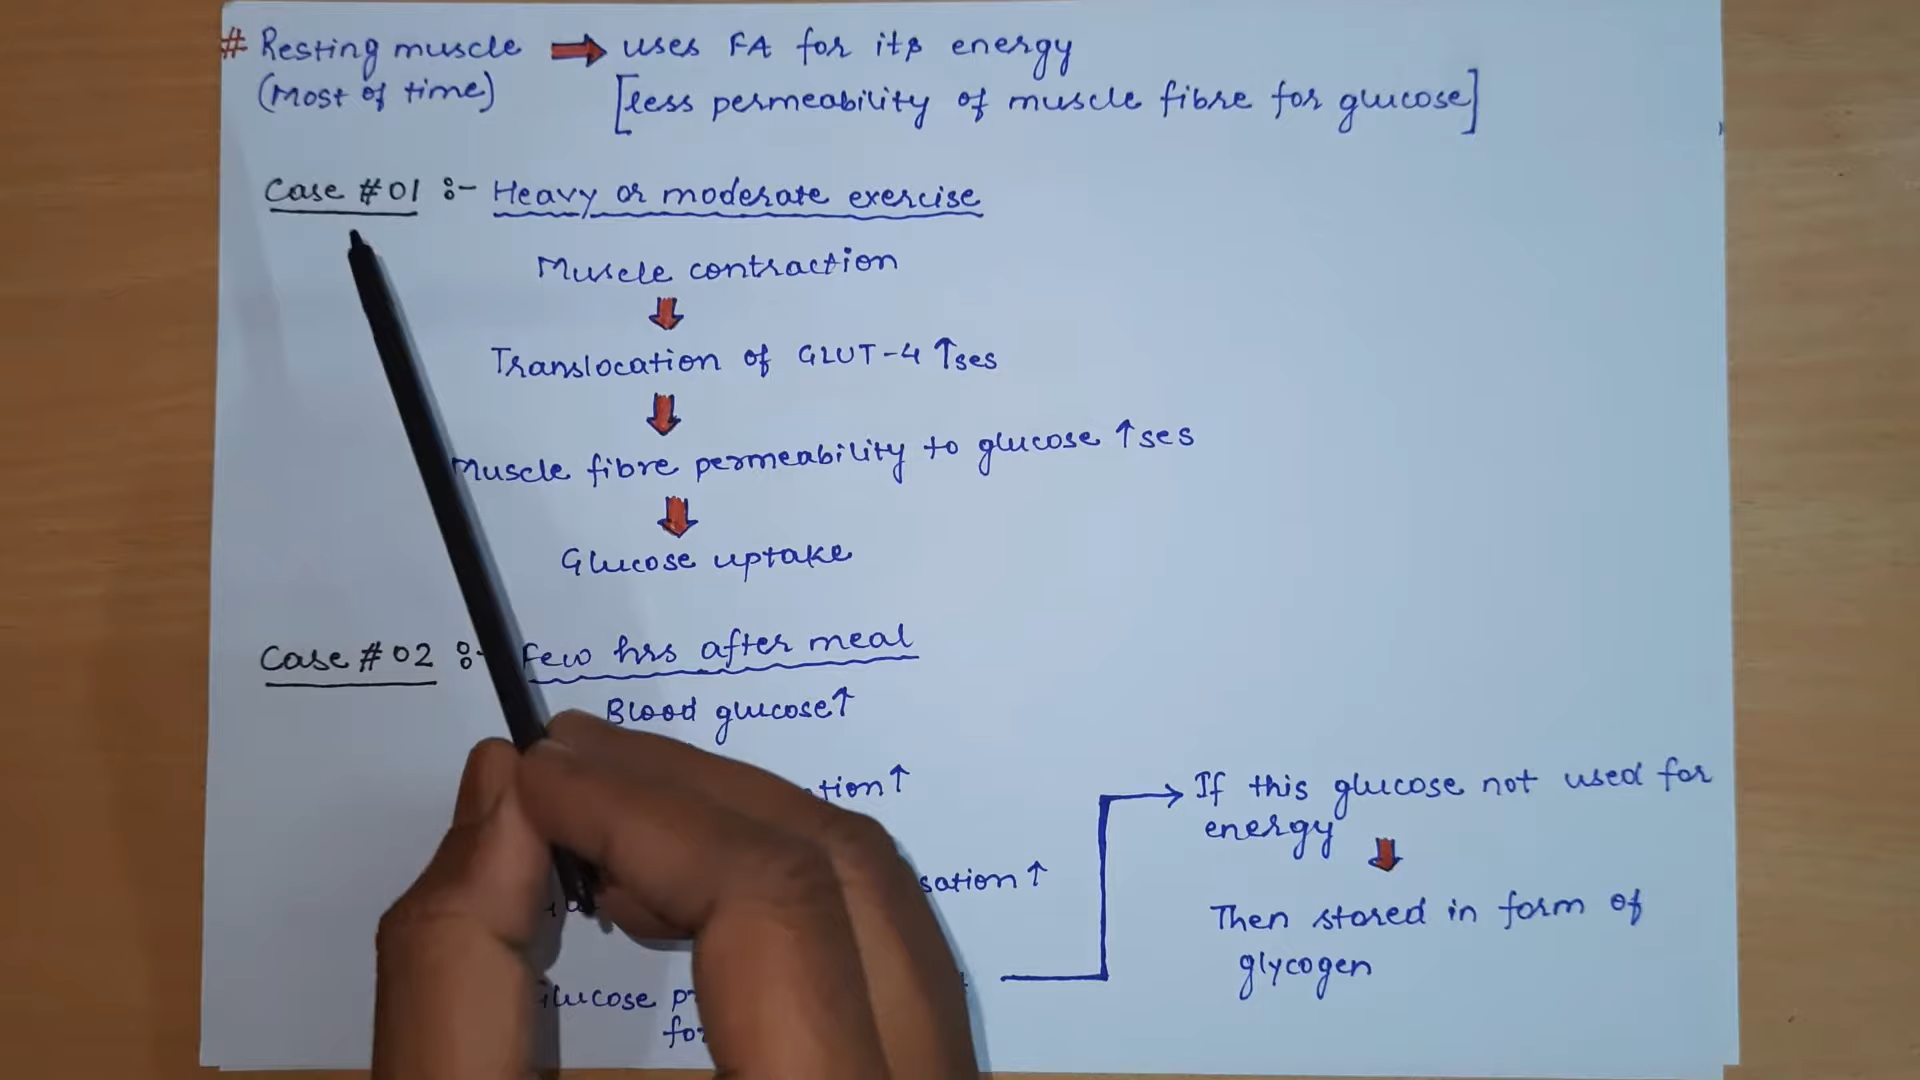 # Resting muscle ➡ uses FA for its energy
(Most of time) [less permeability of muscle fibre for glucose]
Case #01 :- Heavy or moderate exercise
Muscle contraction
Translocation of GLUT-4 ↑ses
Muscle fibre permeability to glucose ↑ses
Glucose uptake
Case #02 :- Few hrs after meal
Blood glucose↑
tion↑
sation↑
Glucose
→ If this glucose not used for
energy
Then stored in form of
glycogen